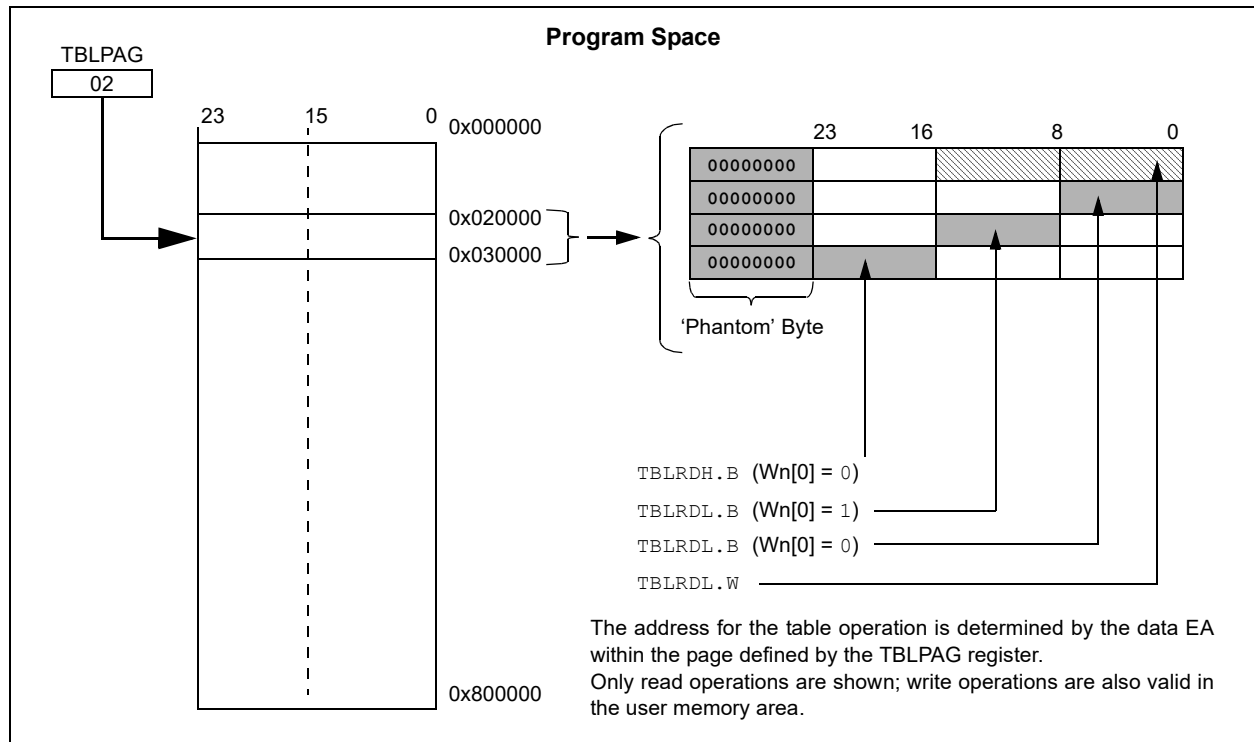 Program Space
TBLPAG
02
23 15 0
0x000000
0x020000
0x030000
0x800000
23 16 8 0
00000000
00000000
00000000
00000000
‘Phantom’ Byte
TBLRDH.B (Wn[0] = 0)
TBLRDL.B (Wn[0] = 1)
TBLRDL.B (Wn[0] = 0)
TBLRDL.W
The address for the table operation is determined by the data EA
within the page defined by the TBLPAG register.
Only read operations are shown; write operations are also valid in
the user memory area.